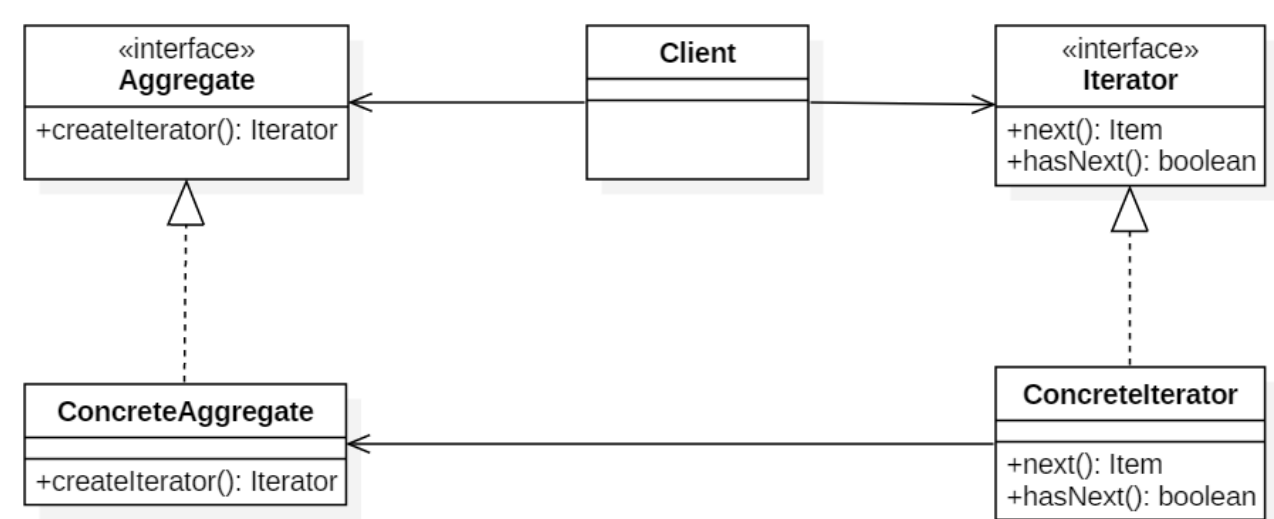 «interface»
Aggregate
+createIterator(): Iterator
Client
«interface»
Iterator
+next(): Item
+hasNext(): boolean
ConcreteAggregate
+createIterator(): Iterator
ConcreteIterator
+next(): Item
+hasNext(): boolean